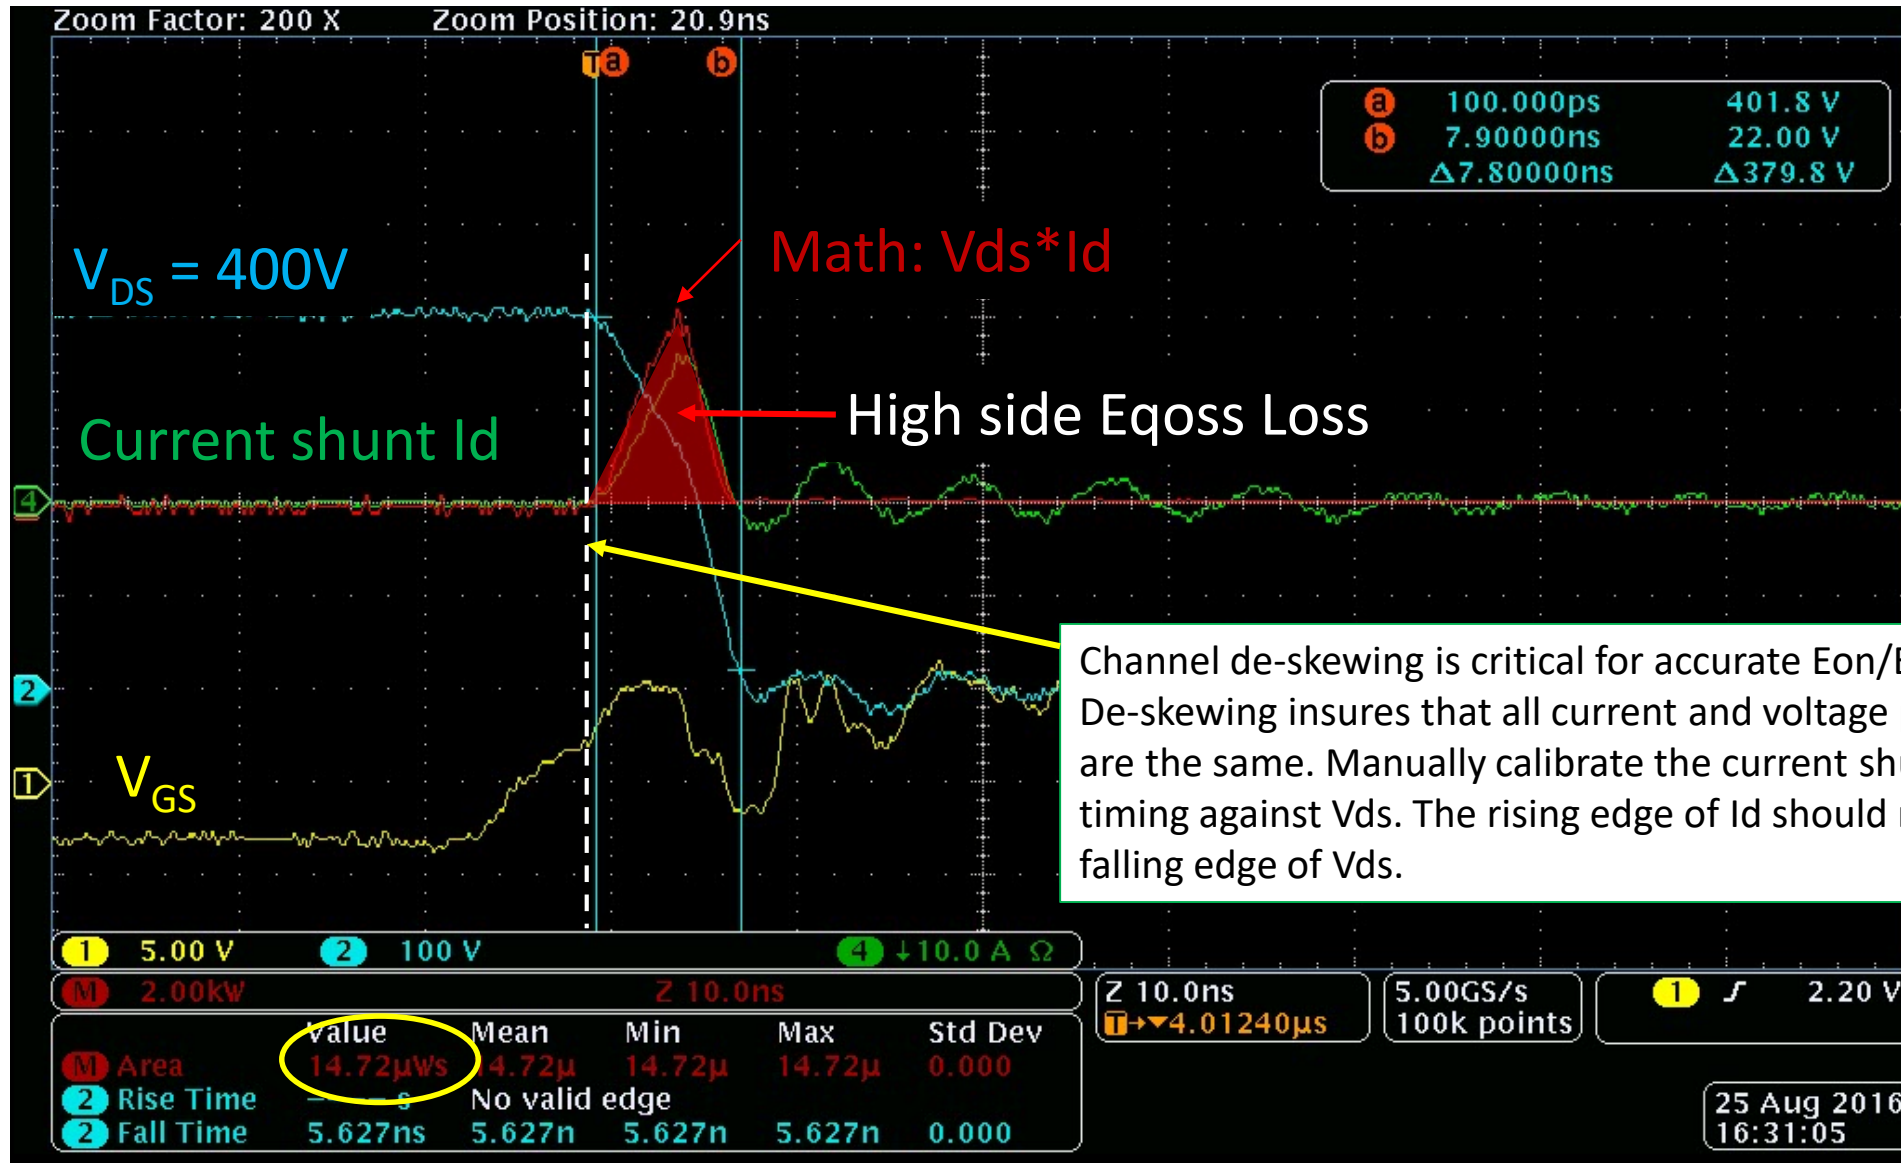 Zoom Factor: 200 X Zoom Position: 20.9ns
T a b
a 100.000ps 401.8 V
b 7.90000ns 22.00 V
Δ7.80000ns Δ379.8 V
Math: Vds*Id
VDS = 400V
High side Eqoss Loss
Current shunt Id
4
Channel de-skewing is critical for accurate Eon/E
De-skewing insures that all current and voltage
are the same. Manually calibrate the current shu
timing against Vds. The rising edge of Id should
falling edge of Vds.
2
1
VGS
1 5.00 V 2 100 V 4 ↓10.0 A Ω
M 2.00kW Z 10.0ns
Z 10.0ns
T→▼4.01240μs
5.00GS/s
100k points
1 2.20 V
Value Mean Min Max Std Dev
M Area 14.72μWs 14.72μ 14.72μ 14.72μ 0.000
2 Rise Time s No valid edge
2 Fall Time 5.627ns 5.627n 5.627n 5.627n 0.000
25 Aug 2016
16:31:05